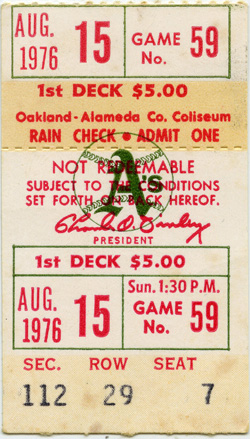 AUG. 15 GAME 59
1976 No.
1st DECK $5.00
Oakland-Alameda Co. Coliseum
RAIN CHECK • ADMIT ONE
NOT REDEEMABLE
SUBJECT TO THE CONDITIONS
SET FORTH ON BACK HEREOF.
A's
Charles O. Finley
PRESIDENT
1st DECK $5.00
AUG. 15 Sun. 1:30 P.M.
1976 GAME 59
No.
SEC. ROW SEAT
112 29 7